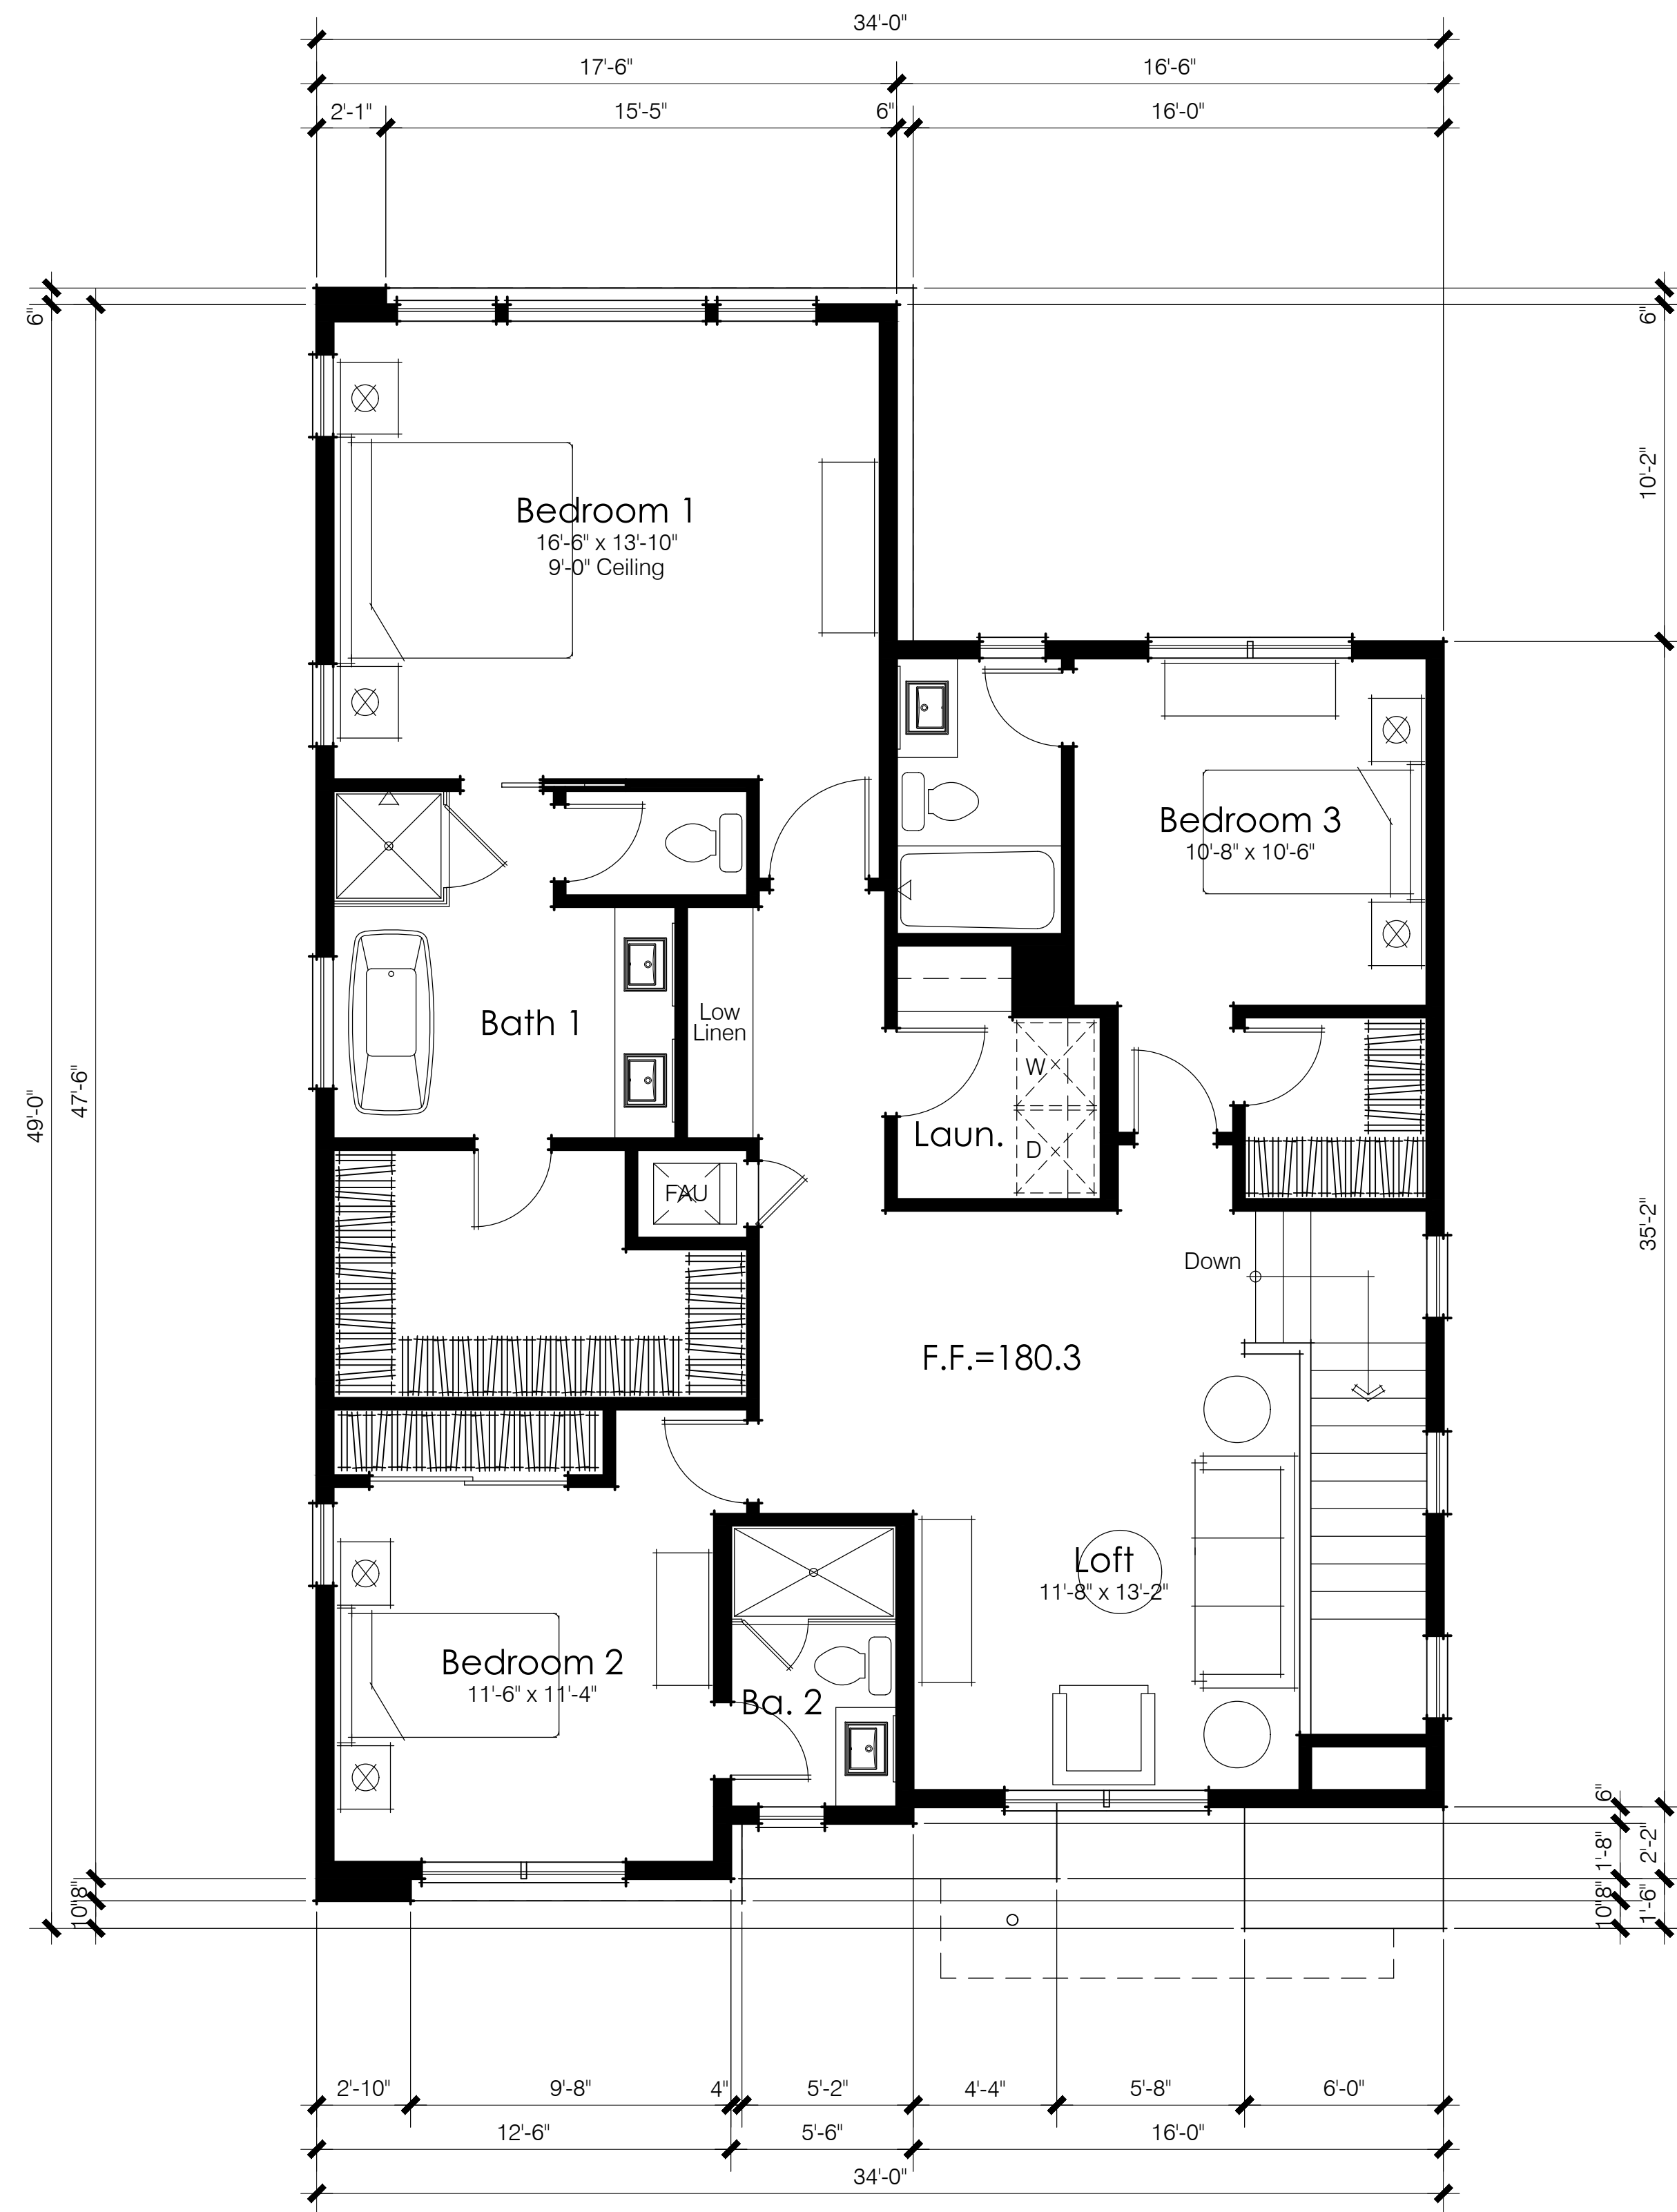 34'-0"
17'-6"
16'-6"
2'-1"
15'-5"
6"
16'-0"
6"
6"
10'-2"
Bedroom 1
16'-6" x 13'-10"
9'-0" Ceiling
Bedroom 3
10'-8" x 10'-6"
Bath 1
Low
Linen
W
Laun.
D
FAU
49'-0"
47'-6"
35'-2"
Down
F.F.=180.3
Loft
11'-8" x 13'-2"
Bedroom 2
11'-6" x 11'-4"
Ba. 2
6"
1'-8"
2'-2"
10"
8"
10"
8"
1'-6"
2'-10"
9'-8"
4"
5'-2"
4'-4"
5'-8"
6'-0"
12'-6"
5'-6"
16'-0"
34'-0"